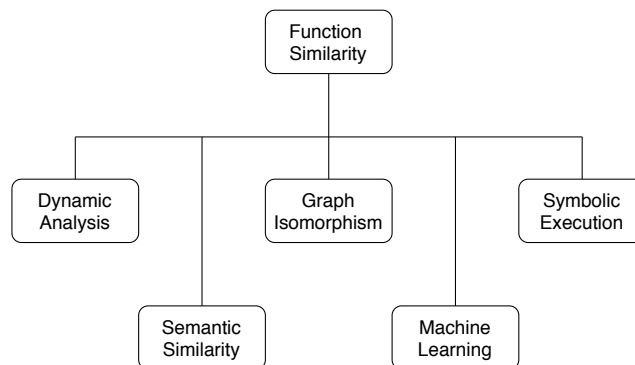 Function
Similarity
Dynamic
Analysis
Graph
Isomorphism
Symbolic
Execution
Semantic
Similarity
Machine
Learning